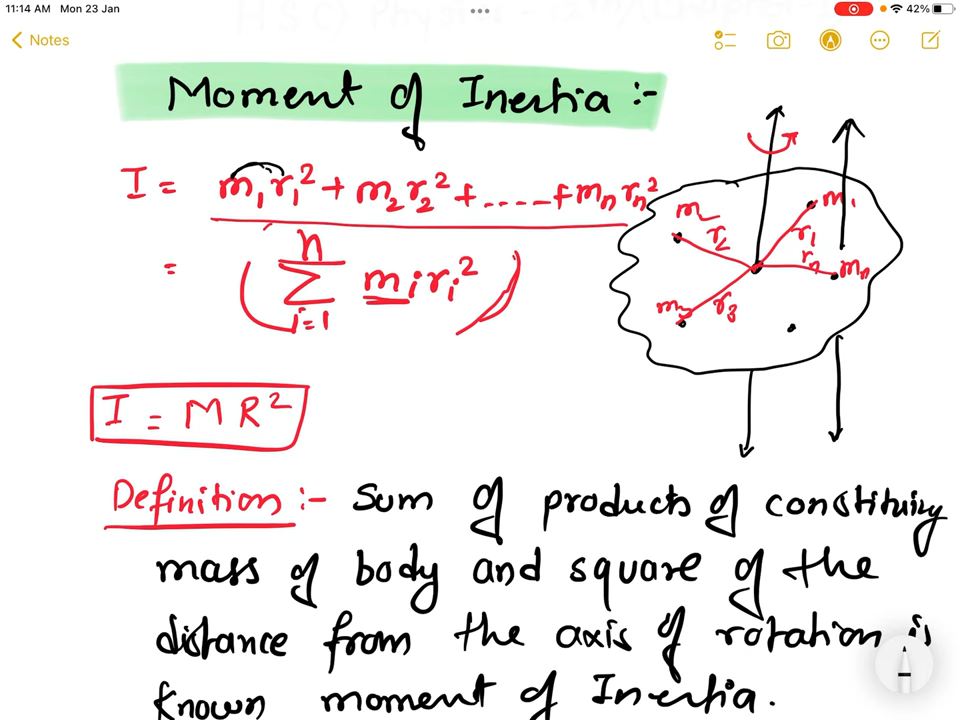 11:14 AM Mon 23 Jan
42%
Notes
Moment of Inertia :-
I = m₁r₁² + m₂r₂² + ..... + mₙrₙ²
= ( n ∑ i=1 mᵢrᵢ² )
m₁
r₁
m₂
r₂
rₙ
mₙ
m₃
r₃
I = MR²
Definition :- Sum of products of constituing
mass of body and square of the
distance from the axis of rotation is
known moment of Inertia.